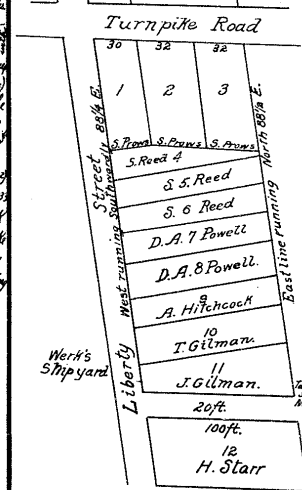 Turnpike Road
30 32 32
1 2 3
S. Prows S. Prows S. Prows
S. Reed 4
S. 5. Reed
S. 6 Reed
D. A. 7 Powell
D. A. 8 Powell.
9
A. Hitchcock
10
T. Gilman.
11
J. Gilman.
20ft.
100ft.
12
H. Starr
Liberty Street
West running Southwardly 88¼ E.
East line running North 88½ E.
Werk's
Shipyard